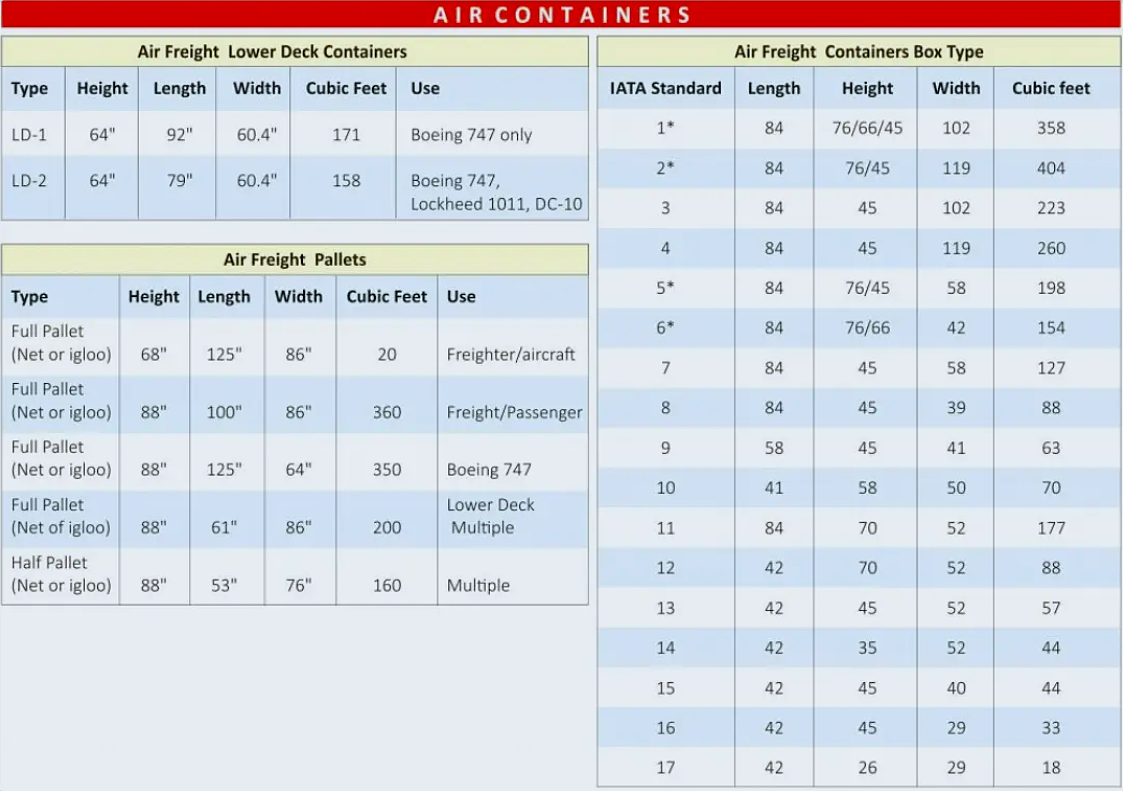 AIR CONTAINERS
Air Freight Lower Deck Containers
Type Height Length Width Cubic Feet Use
LD-1 64" 92" 60.4" 171 Boeing 747 only
LD-2 64" 79" 60.4" 158 Boeing 747,
Lockheed 1011, DC-10
Air Freight Pallets
Type Height Length Width Cubic Feet Use
Full Pallet
(Net or igloo) 68" 125" 86" 20 Freighter/aircraft
Full Pallet
(Net or igloo) 88" 100" 86" 360 Freight/Passenger
Full Pallet
(Net or igloo) 88" 125" 64" 350 Boeing 747
Full Pallet Lower Deck
(Net of igloo) 88" 61" 86" 200 Multiple
Half Pallet
(Net or igloo) 88" 53" 76" 160 Multiple
Air Freight Containers Box Type
IATA Standard Length Height Width Cubic feet
1* 84 76/66/45 102 358
2* 84 76/45 119 404
3 84 45 102 223
4 84 45 119 260
5* 84 76/45 58 198
6* 84 76/66 42 154
7 84 45 58 127
8 84 45 39 88
9 58 45 41 63
10 41 58 50 70
11 84 70 52 177
12 42 70 52 88
13 42 45 52 57
14 42 35 52 44
15 42 45 40 44
16 42 45 29 33
17 42 26 29 18